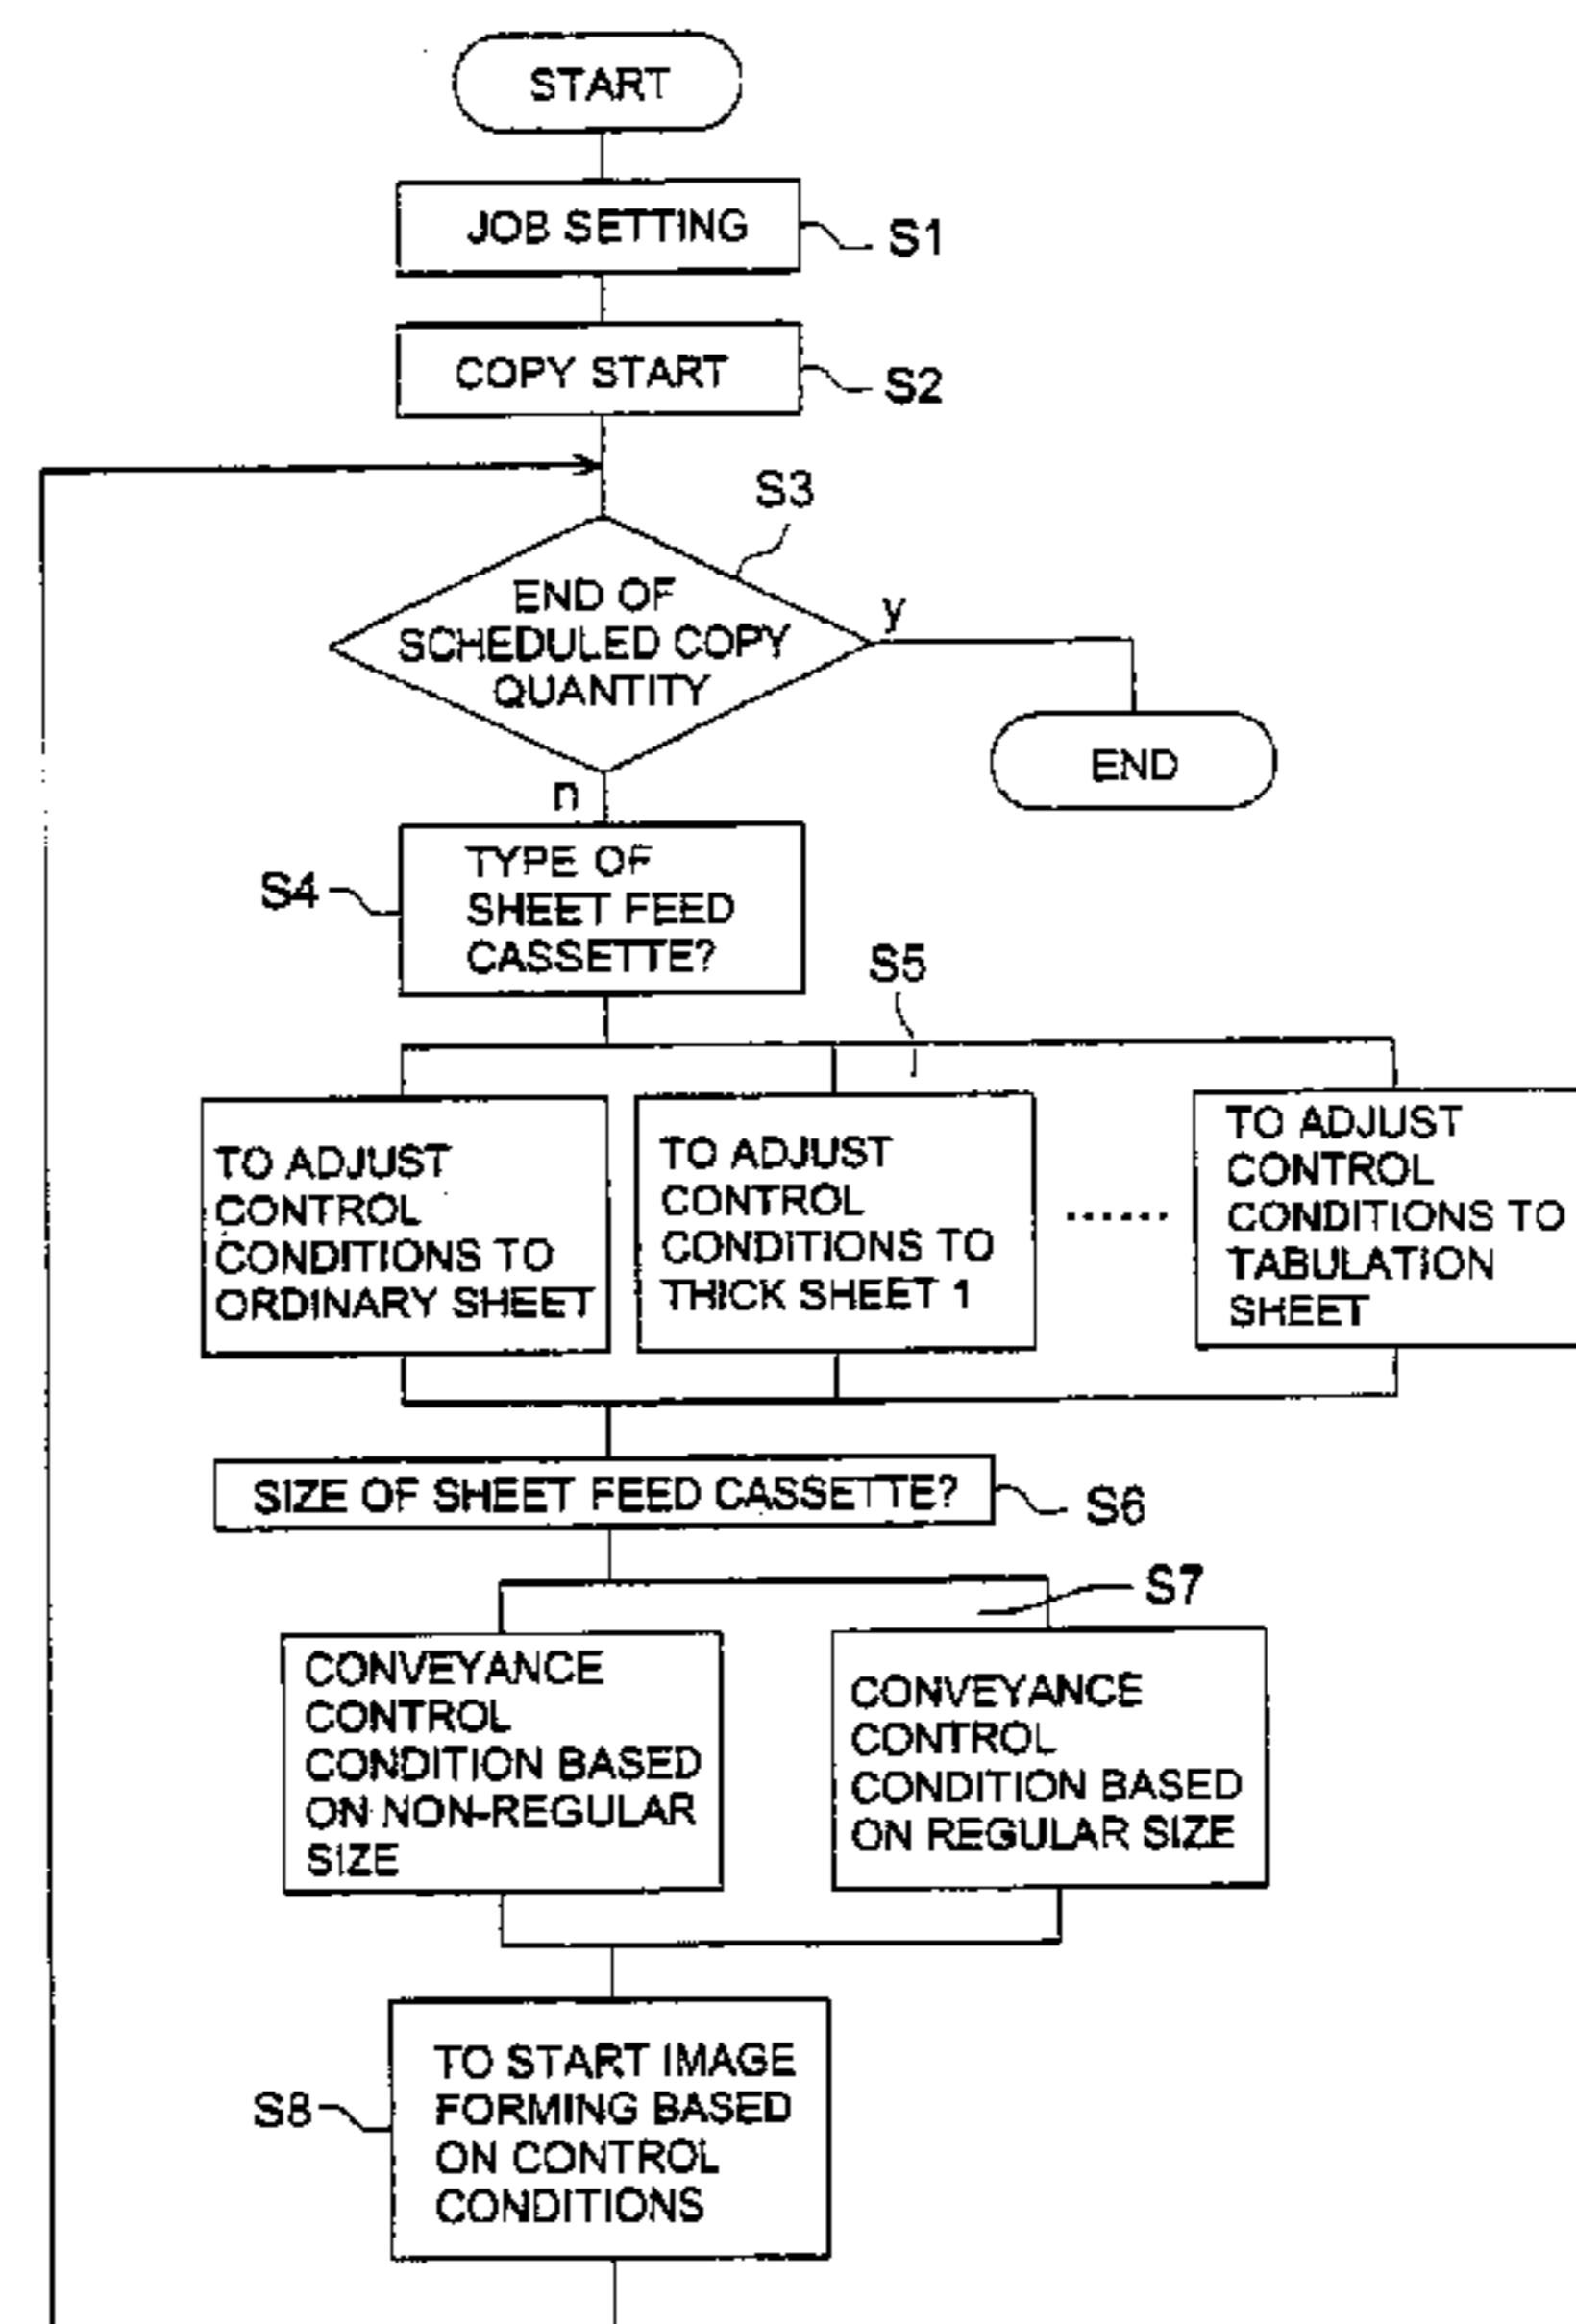 START
JOB SETTING
S1
COPY START
S2
S3
END OF
SCHEDULED COPY
QUANTITY
y
END
n
S4
TYPE OF
SHEET FEED
CASSETTE?
S5
TO ADJUST
CONTROL
CONDITIONS TO
ORDINARY SHEET
TO ADJUST
CONTROL
CONDITIONS TO
THICK SHEET 1
......
TO ADJUST
CONTROL
CONDITIONS TO
TABULATION
SHEET
SIZE OF SHEET FEED CASSETTE?
S6
S7
CONVEYANCE
CONTROL
CONDITION BASED
ON NON-REGULAR
SIZE
CONVEYANCE
CONTROL
CONDITION BASED
ON REGULAR SIZE
S8
TO START IMAGE
FORMING BASED
ON CONTROL
CONDITIONS